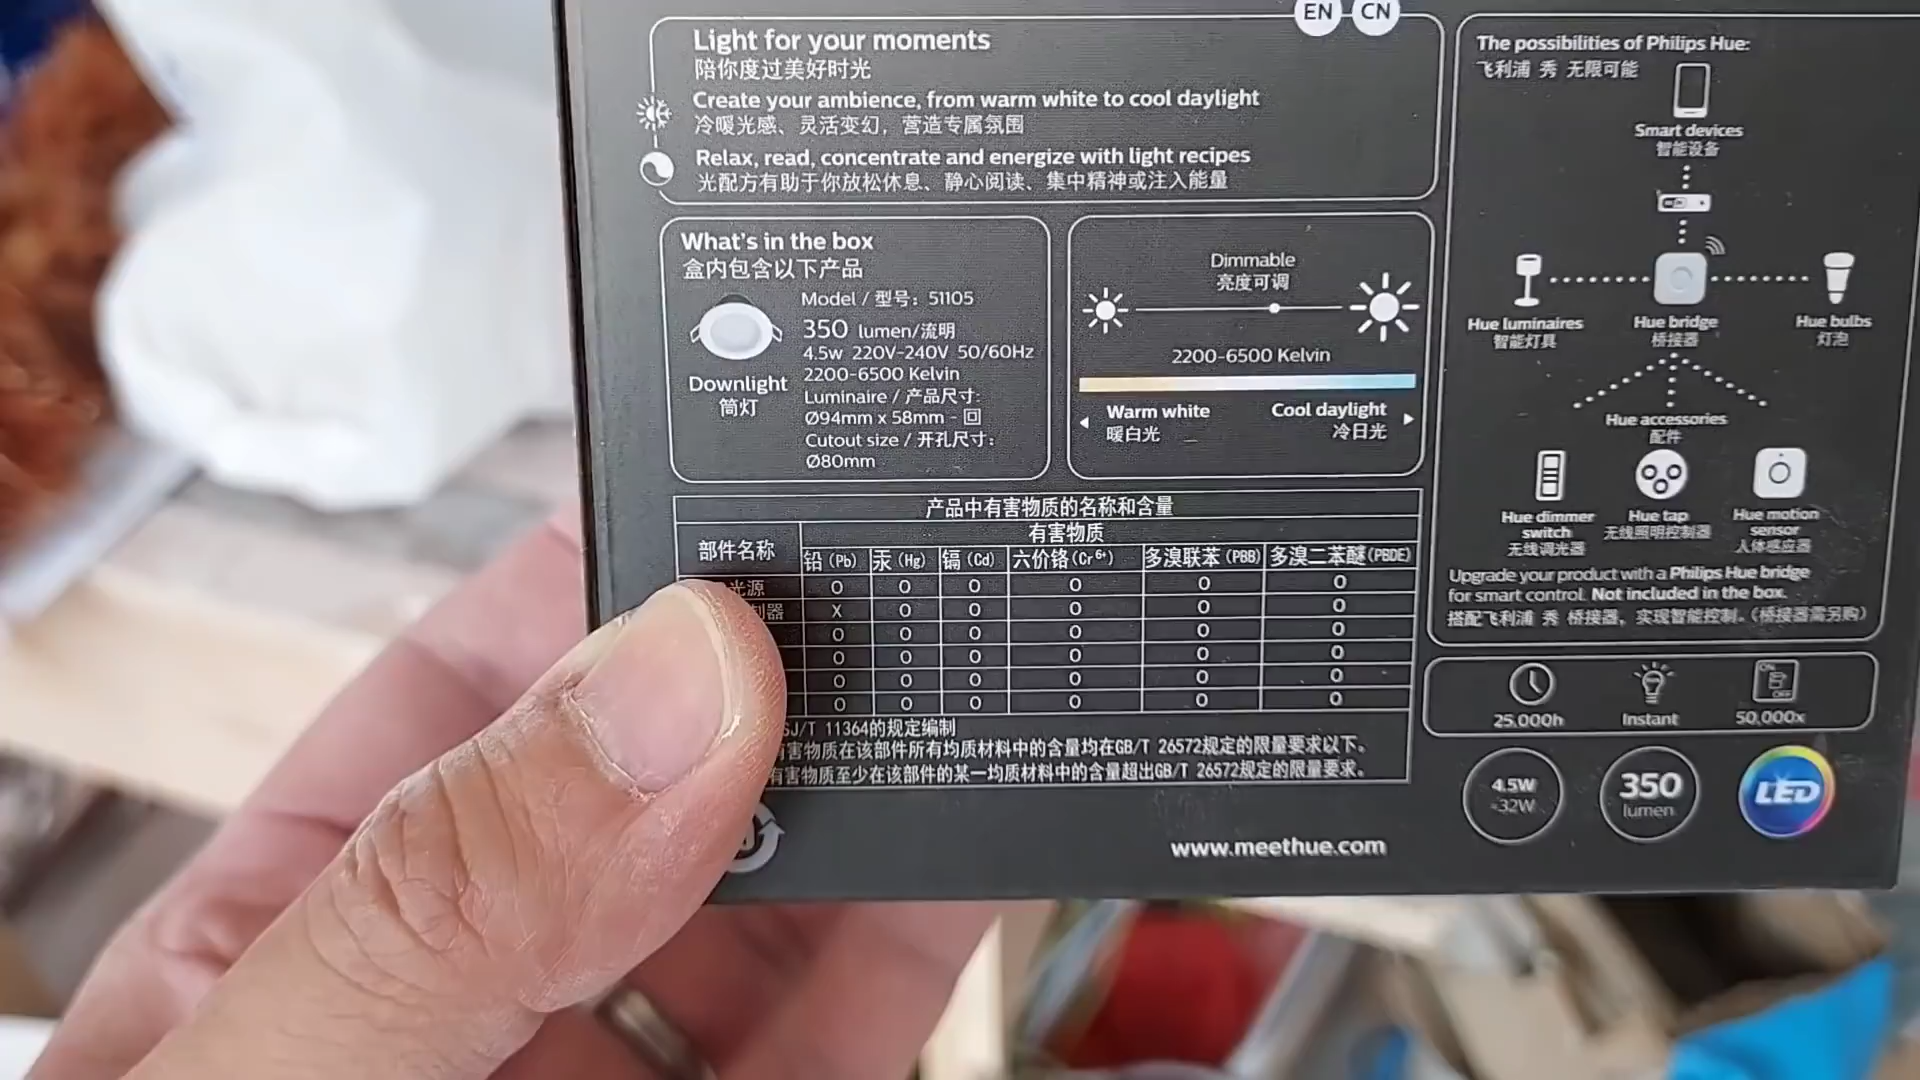 EN CN
Light for your moments
陪你度过美好时光
Create your ambience, from warm white to cool daylight
冷暖光感、灵活变幻，营造专属氛围
Relax, read, concentrate and energize with light recipes
光配方有助于你放松休息、静心阅读、集中精神或注入能量
What's in the box
盒内包含以下产品
Downlight
筒灯
Model / 型号：51105
350 lumen/流明
4.5w 220V-240V 50/60Hz
2200-6500 Kelvin
Luminaire / 产品尺寸:
Ø94mm x 58mm -
Cutout size / 开孔尺寸:
Ø80mm
Dimmable
亮度可调
2200-6500 Kelvin
Warm white Cool daylight
暖白光 冷日光
产品中有害物质的名称和含量
部件名称 有害物质
铅 (Pb) 汞 (Hg) 镉 (Cd) 六价铬(Cr⁶⁺) 多溴联苯(PBB) 多溴二苯醚(PBDE)
光源 O O O O O O
制器 X O O O O O
O O O O O O
O O O O O O
O O O O O O
O O O O O O
SJ/T 11364的规定编制
有害物质在该部件所有均质材料中的含量均在GB/T 26572规定的限量要求以下。
有害物质至少在该部件的某一均质材料中的含量超出GB/T 26572规定的限量要求。
www.meethue.com
The possibilities of Philips Hue:
飞利浦 秀 无限可能
Smart devices
智能设备
Hue luminaires Hue bridge Hue bulbs
智能灯具 桥接器 灯泡
Hue accessories
配件
Hue dimmer switch
无线调光器
Hue tap
无线照明控制器
Hue motion sensor
人体感应器
Upgrade your product with a Philips Hue bridge
for smart control. Not included in the box.
搭配飞利浦 秀 桥接器，实现智能控制。（桥接器需另购）
25.000h Instant 50,000x
ON
OFF
4.5W
=32W
350
lumen
LED